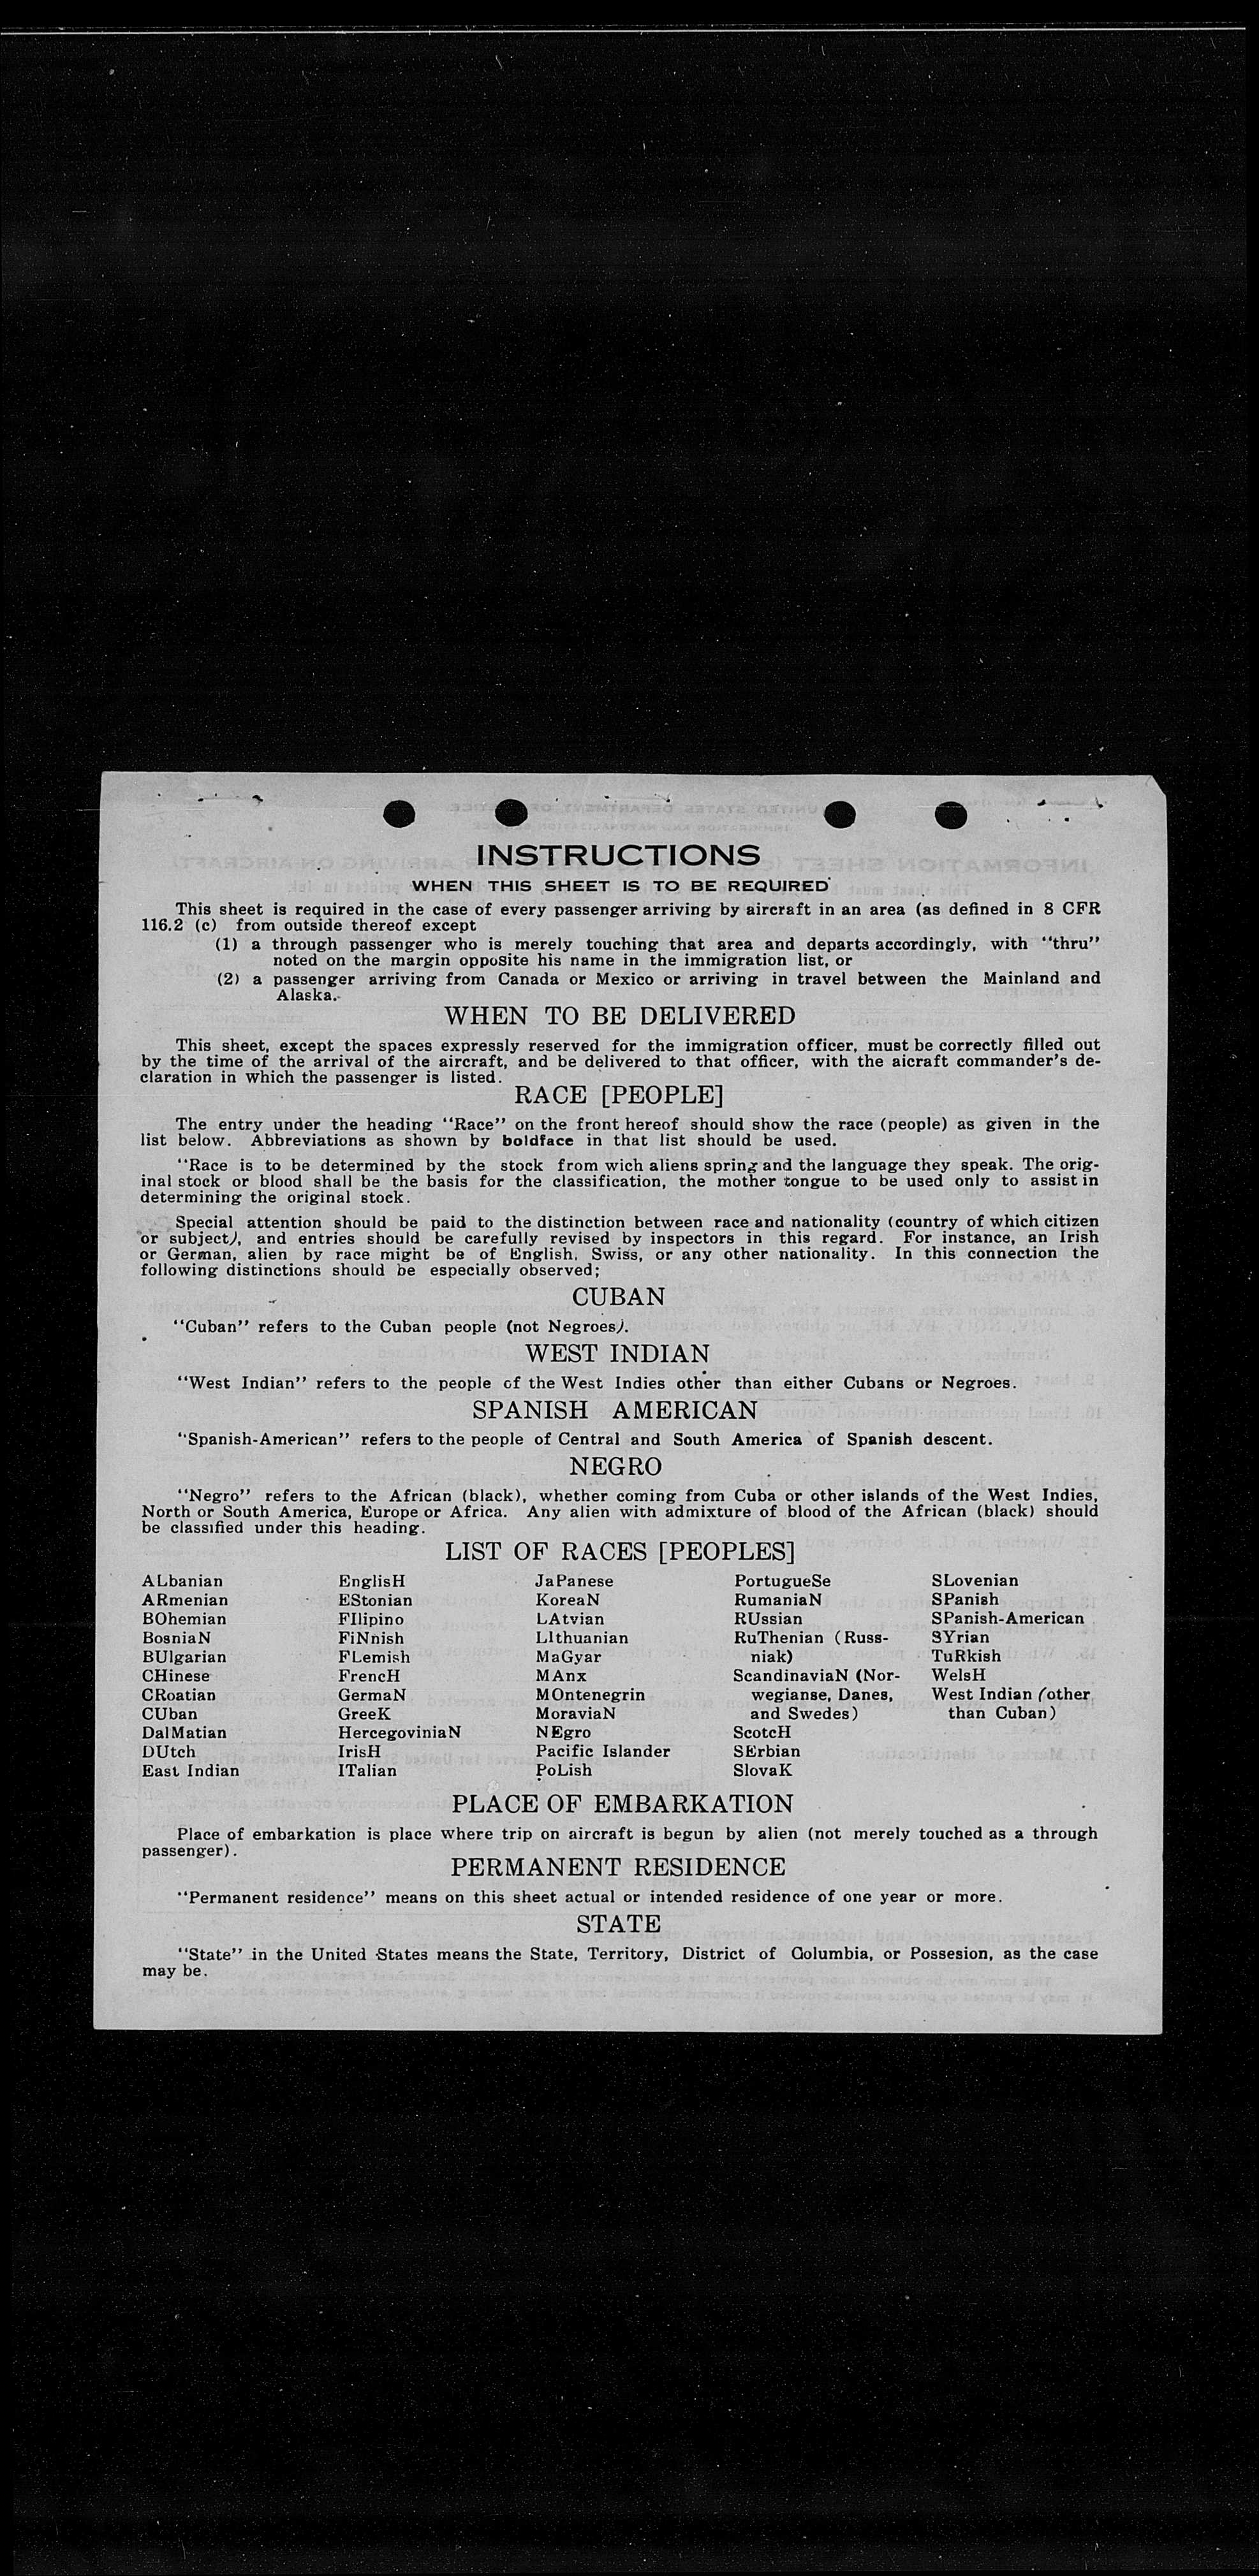 INSTRUCTIONS
WHEN THIS SHEET IS TO BE REQUIRED
This sheet is required in the case of every passenger arriving by aircraft in an area (as defined in 8 CFR
116.2 (c) from outside thereof except
(1) a through passenger who is merely touching that area and departs accordingly, with "thru"
noted on the margin opposite his name in the immigration list, or
(2) a passenger arriving from Canada or Mexico or arriving in travel between the Mainland and
Alaska.
WHEN TO BE DELIVERED
This sheet, except the spaces expressly reserved for the immigration officer, must be correctly filled out
by the time of the arrival of the aircraft, and be delivered to that officer, with the aicraft commander's de-
claration in which the passenger is listed.
RACE [PEOPLE]
The entry under the heading "Race" on the front hereof should show the race (people) as given in the
list below. Abbreviations as shown by boldface in that list should be used.
"Race is to be determined by the stock from wich aliens spring and the language they speak. The orig-
inal stock or blood shall be the basis for the classification, the mother tongue to be used only to assist in
determining the original stock.
Special attention should be paid to the distinction between race and nationality (country of which citizen
or subject), and entries should be carefully revised by inspectors in this regard. For instance, an Irish
or German, alien by race might be of English, Swiss, or any other nationality. In this connection the
following distinctions should be especially observed;
CUBAN
"Cuban" refers to the Cuban people (not Negroes).
WEST INDIAN
"West Indian" refers to the people of the West Indies other than either Cubans or Negroes.
SPANISH AMERICAN
"Spanish-American" refers to the people of Central and South America of Spanish descent.
NEGRO
"Negro" refers to the African (black), whether coming from Cuba or other islands of the West Indies,
North or South America, Europe or Africa. Any alien with admixture of blood of the African (black) should
be classified under this heading.
LIST OF RACES [PEOPLES]
ALbanian
ARmenian
BOhemian
BosniaN
BUlgarian
CHinese
CRoatian
CUban
DalMatian
DUtch
East Indian
EnglisH
EStonian
FIlipino
FiNnish
FLemish
FrencH
GermaN
GreeK
HercegoviniaN
IrisH
ITalian
JaPanese
KoreaN
LAtvian
LIthuanian
MaGyar
MAnx
MOntenegrin
MoraviaN
NEgro
Pacific Islander
PoLish
PortugueSe
RumaniaN
RUssian
RuThenian (Russ-
niak)
ScandinaviaN (Nor-
wegianse, Danes,
and Swedes)
ScotcH
SErbian
SlovaK
SLovenian
SPanish
SPanish-American
SYrian
TuRkish
WelsH
West Indian (other
than Cuban)
PLACE OF EMBARKATION
Place of embarkation is place where trip on aircraft is begun by alien (not merely touched as a through
passenger).
PERMANENT RESIDENCE
"Permanent residence" means on this sheet actual or intended residence of one year or more.
STATE
"State" in the United States means the State, Territory, District of Columbia, or Possesion, as the case
may be.